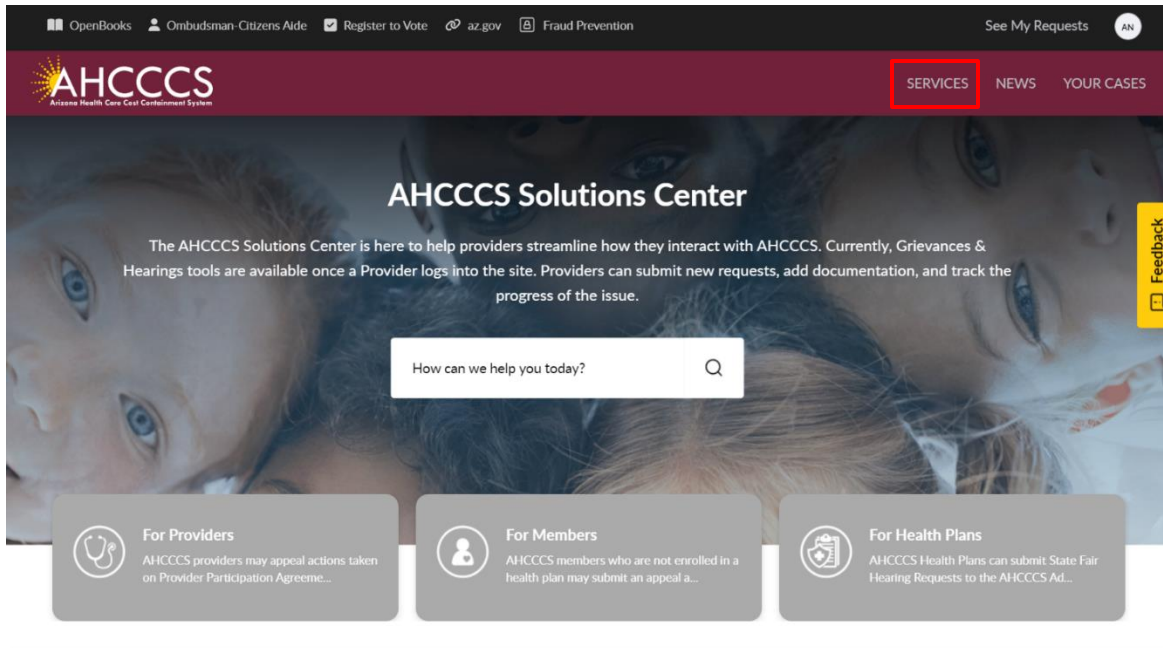 OpenBooks Ombudsman-Citizens Aide Register to Vote az.gov Fraud Prevention See My Requests AN
AHCCCS
Arizona Health Care Cost Containment System
SERVICES NEWS YOUR CASES
AHCCCS Solutions Center
The AHCCCS Solutions Center is here to help providers streamline how they interact with AHCCCS. Currently, Grievances &
Hearings tools are available once a Provider logs into the site. Providers can submit new requests, add documentation, and track the
progress of the issue.
Feedback
How can we help you today?
For Providers
AHCCCS providers may appeal actions taken
on Provider Participation Agreeme...
For Members
AHCCCS members who are not enrolled in a
health plan may submit an appeal a...
For Health Plans
AHCCCS Health Plans can submit State Fair
Hearing Requests to the AHCCCS Ad...